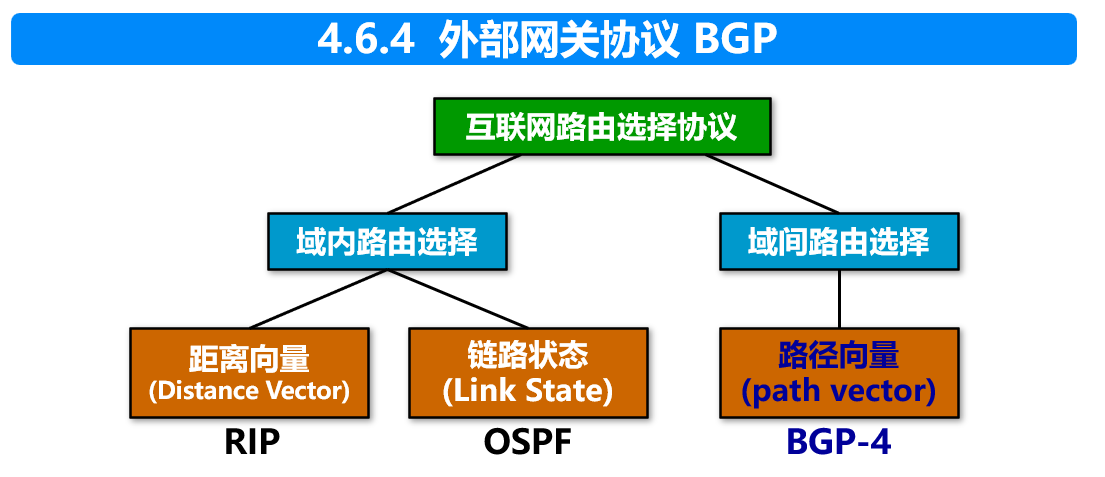 4.6.4 外部网关协议 BGP
互联网路由选择协议
域内路由选择
域间路由选择
距离向量
(Distance Vector)
链路状态
(Link State)
路径向量
(path vector)
RIP
OSPF
BGP-4